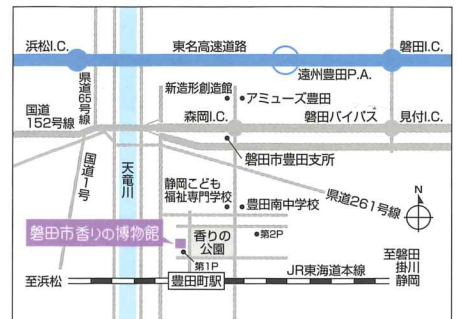 浜松I.C.
東名高速道路
磐田I.C.
遠州豊田P.A.
県道65号線
新造形創造館
アミューズ豊田
国道
152号線
森岡I.C.
磐田バイパス
見付I.C.
磐田市豊田支所
国道1号
天竜川
静岡こども
福祉専門学校
県道261号線
N
豊田南中学校
磐田市香りの博物館
香りの
公園
第2P
第1P
至浜松
豊田町駅
JR東海道本線
至磐田
掛川
静岡